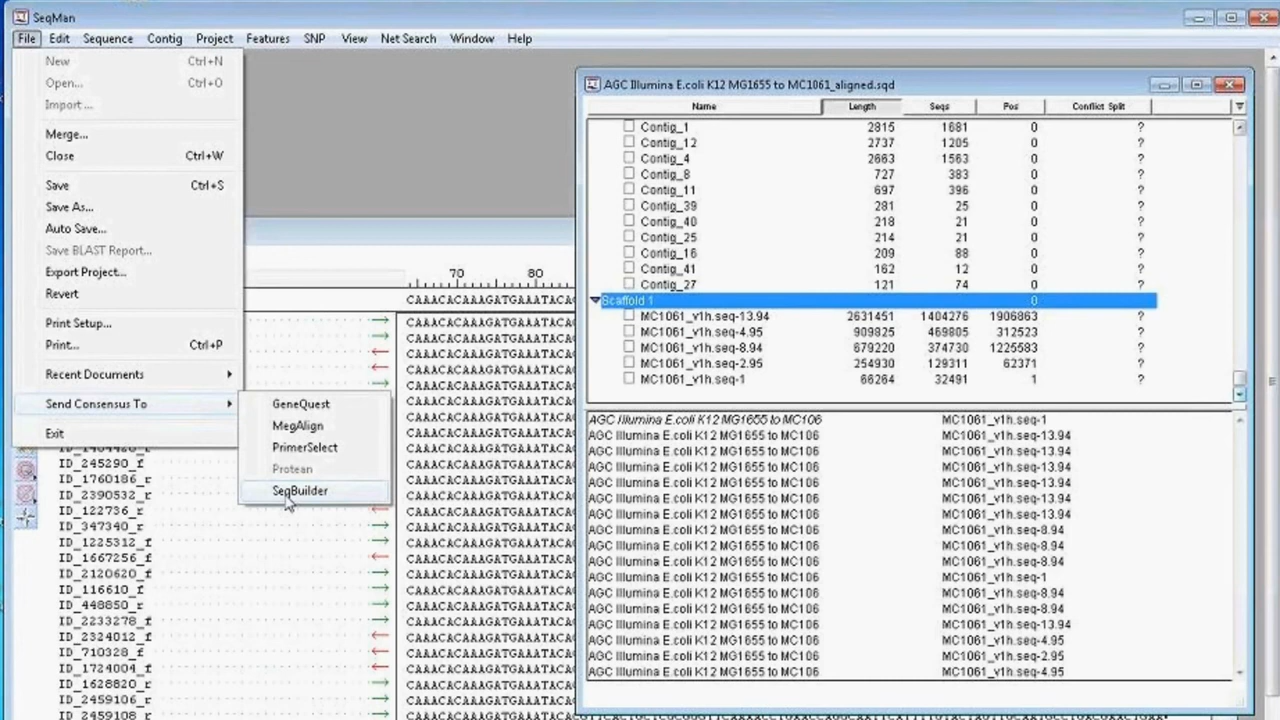 SeqMan
File Edit Sequence Contig Project Features SNP View Net Search Window Help
New Ctrl+N
Open... Ctrl+O
Import ...
Merge...
Close Ctrl+W
Save Ctrl+S
Save As...
Auto Save...
Save BLAST Report...
Export Project...
Revert
Print Setup...
Print... Ctrl+P
Recent Documents
Send Consensus To
Exit
GeneQuest
MegAlign
PrimerSelect
Protean
SeqBuilder
70 80
CAAACACAAAGATGAAATACAG
CAAACACAAAGATGAAATACAG
CAAACACAAAGATGAAATACAG
CAAACACAAAGATGAAATACAG
CAAACACAAAGATGAAATACAG
CAAACACAAAGATGAAATACAG
ID_245290_f
ID_1760186_r
ID_2390532_r
ID_122736_r
ID_347340_r
ID_1225312_f
ID_1667256_f
ID_2120620_f
ID_116610_f
ID_448850_r
ID_2233278_f
ID_2324012_f
ID_710328_f
ID_1724004_f
ID_1628820_r
ID_2459106_r
ID_2459108_r
AGC Illumina E.coli K12 MG1655 to MC1061_aligned.sqd
Name Length Seqs Pos Conflict Split
Contig_1 2815 1681 0 ?
Contig_12 2737 1205 0 ?
Contig_4 2663 1563 0 ?
Contig_8 727 383 0 ?
Contig_11 697 396 0 ?
Contig_39 281 25 0 ?
Contig_40 218 21 0 ?
Contig_25 214 21 0 ?
Contig_16 209 88 0 ?
Contig_41 162 12 0 ?
Contig_27 121 74 0 ?
Scaffold 1 0
MC1061_v1h.seq-13.94 2631451 1404276 1906863 ?
MC1061_v1h.seq-4.95 909825 469805 312523 ?
MC1061_v1h.seq-8.94 679220 374730 1225583 ?
MC1061_v1h.seq-2.95 254930 129311 62371 ?
MC1061_v1h.seq-1 66264 32491 1 ?
AGC Illumina E.coli K12 MG1655 to MC106 MC1061_v1h.seq-1
AGC Illumina E.coli K12 MG1655 to MC106 MC1061_v1h.seq-13.94
AGC Illumina E.coli K12 MG1655 to MC106 MC1061_v1h.seq-13.94
AGC Illumina E.coli K12 MG1655 to MC106 MC1061_v1h.seq-13.94
AGC Illumina E.coli K12 MG1655 to MC106 MC1061_v1h.seq-13.94
AGC Illumina E.coli K12 MG1655 to MC106 MC1061_v1h.seq-13.94
AGC Illumina E.coli K12 MG1655 to MC106 MC1061_v1h.seq-13.94
AGC Illumina E.coli K12 MG1655 to MC106 MC1061_v1h.seq-8.94
AGC Illumina E.coli K12 MG1655 to MC106 MC1061_v1h.seq-8.94
AGC Illumina E.coli K12 MG1655 to MC106 MC1061_v1h.seq-8.94
AGC Illumina E.coli K12 MG1655 to MC106 MC1061_v1h.seq-1
AGC Illumina E.coli K12 MG1655 to MC106 MC1061_v1h.seq-8.94
AGC Illumina E.coli K12 MG1655 to MC106 MC1061_v1h.seq-8.94
AGC Illumina E.coli K12 MG1655 to MC106 MC1061_v1h.seq-13.94
AGC Illumina E.coli K12 MG1655 to MC106 MC1061_v1h.seq-4.95
AGC Illumina E.coli K12 MG1655 to MC106 MC1061_v1h.seq-2.95
AGC Illumina E.coli K12 MG1655 to MC106 MC1061_v1h.seq-4.95